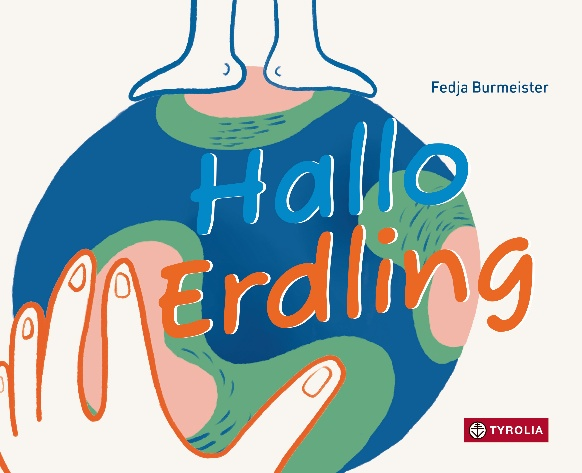 Fedja Burmeister
Hallo
Erdling
TYROLIA